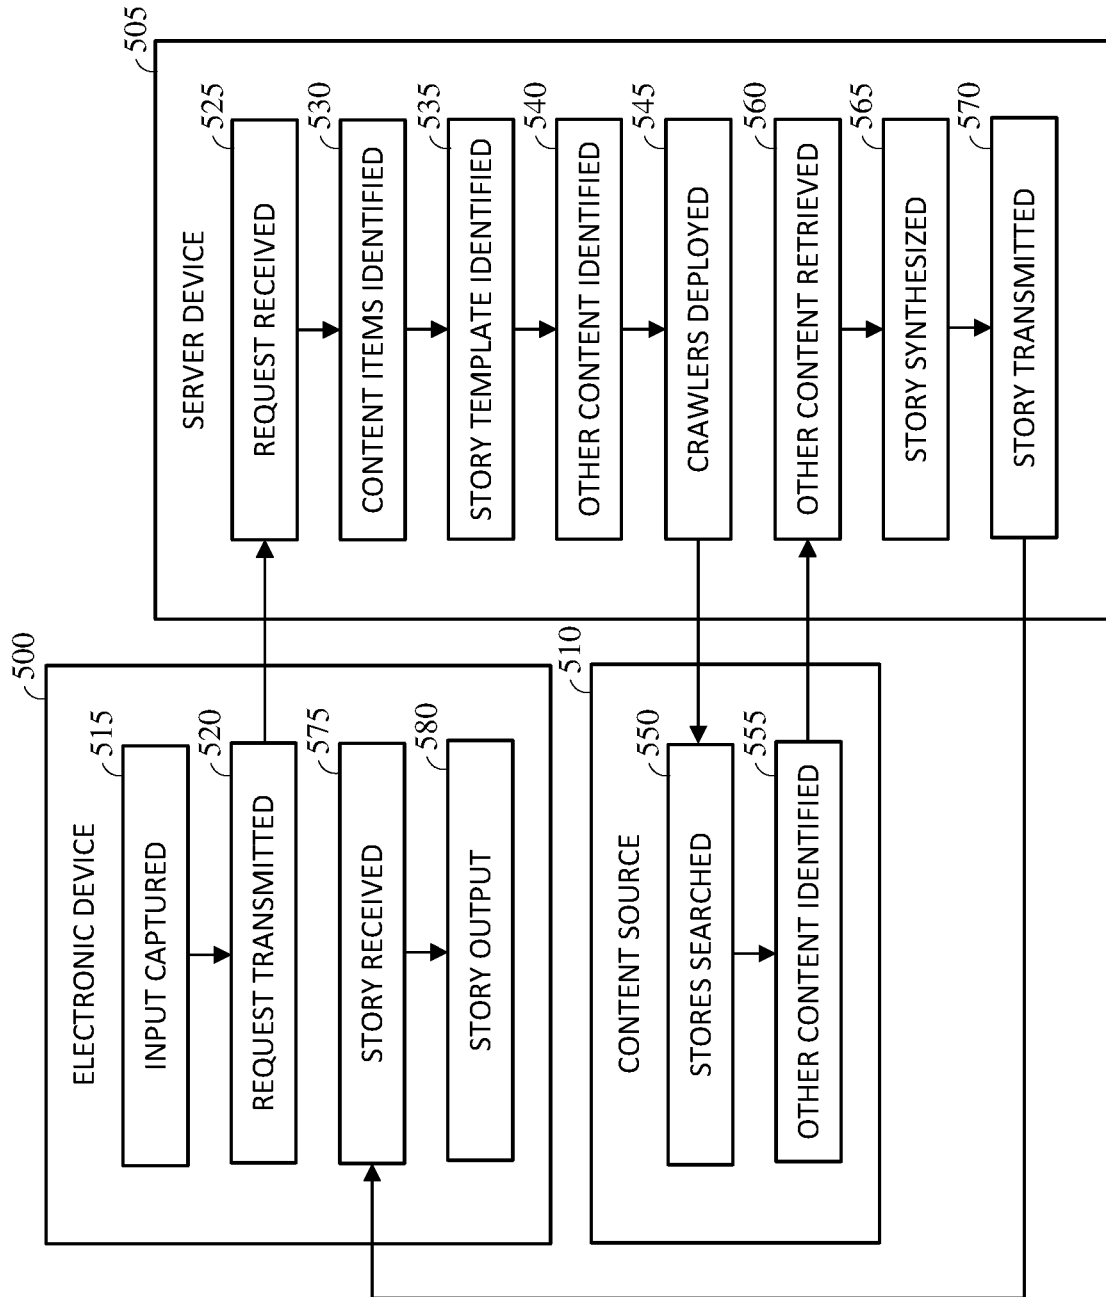 500
ELECTRONIC DEVICE
515
INPUT CAPTURED
520
REQUEST TRANSMITTED
575
STORY RECEIVED
580
STORY OUTPUT
510
CONTENT SOURCE
550
STORES SEARCHED
555
OTHER CONTENT IDENTIFIED
505
SERVER DEVICE
525
REQUEST RECEIVED
530
CONTENT ITEMS IDENTIFIED
535
STORY TEMPLATE IDENTIFIED
540
OTHER CONTENT IDENTIFIED
545
CRAWLERS DEPLOYED
560
OTHER CONTENT RETRIEVED
565
STORY SYNTHESIZED
570
STORY TRANSMITTED